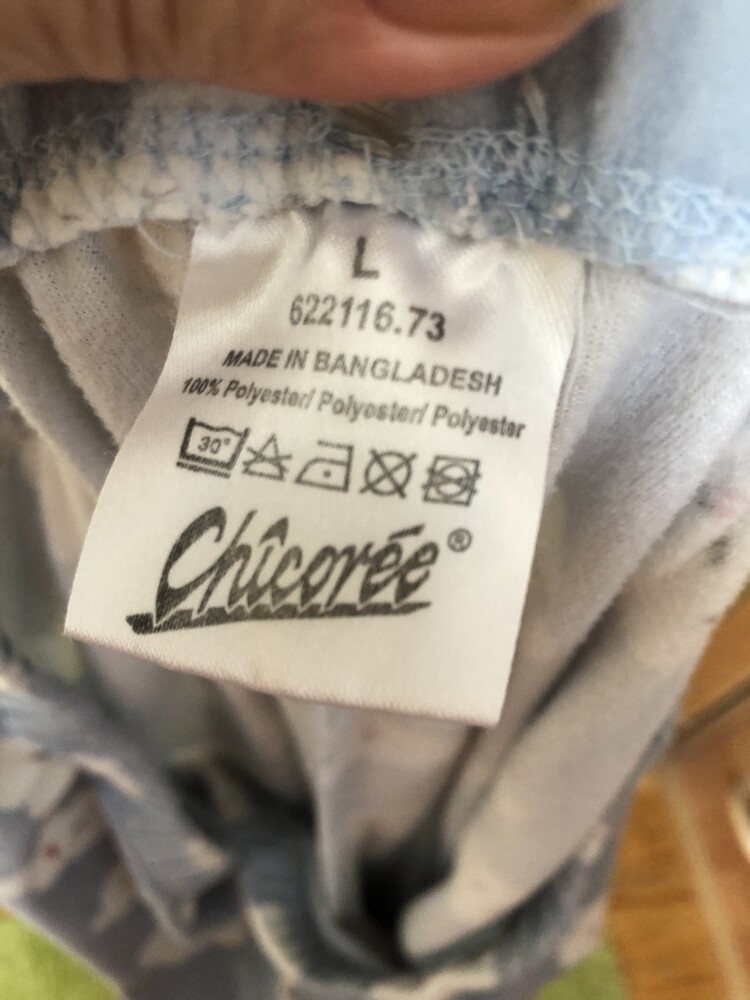 L
622116.73
MADE IN BANGLADESH
100% Polyester/ Polyester/ Polyester
30°
Chîcorée®